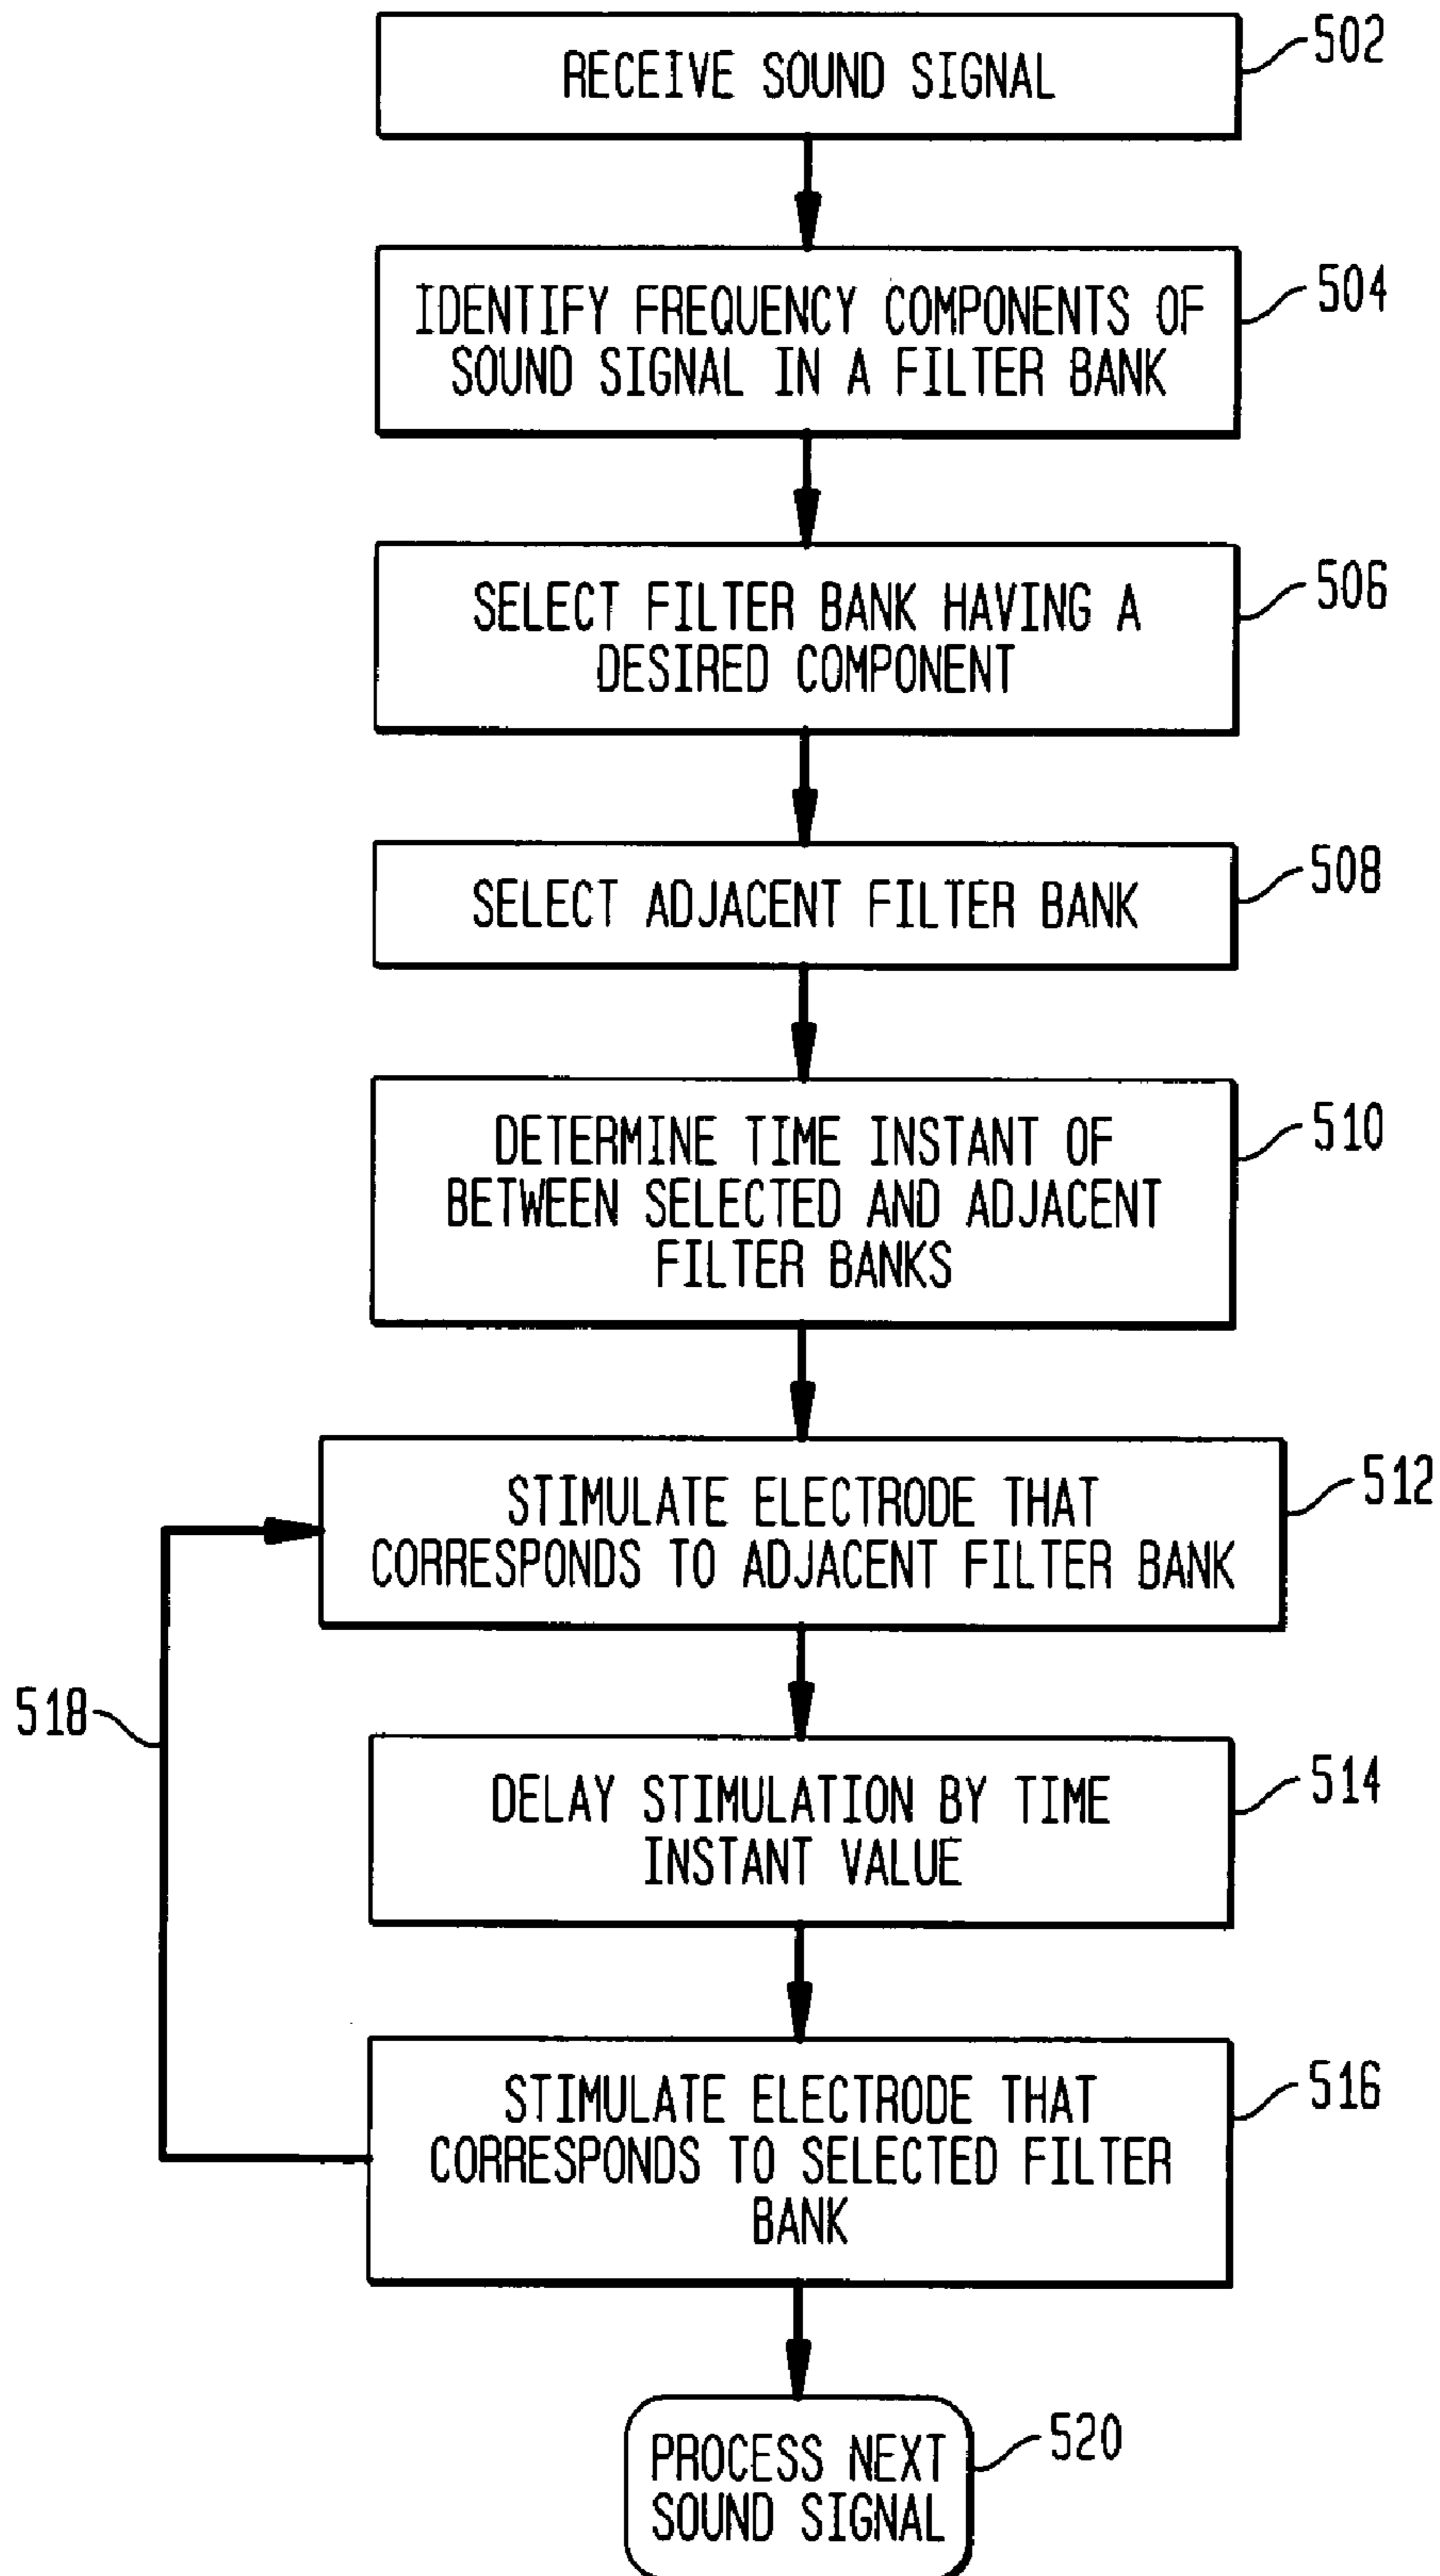 RECEIVE SOUND SIGNAL
502
IDENTIFY FREQUENCY COMPONENTS OF
SOUND SIGNAL IN A FILTER BANK
504
SELECT FILTER BANK HAVING A
DESIRED COMPONENT
506
SELECT ADJACENT FILTER BANK
508
DETERMINE TIME INSTANT OF
BETWEEN SELECTED AND ADJACENT
FILTER BANKS
510
STIMULATE ELECTRODE THAT
CORRESPONDS TO ADJACENT FILTER BANK
512
518
DELAY STIMULATION BY TIME
INSTANT VALUE
514
STIMULATE ELECTRODE THAT
CORRESPONDS TO SELECTED FILTER
BANK
516
PROCESS NEXT
SOUND SIGNAL
520